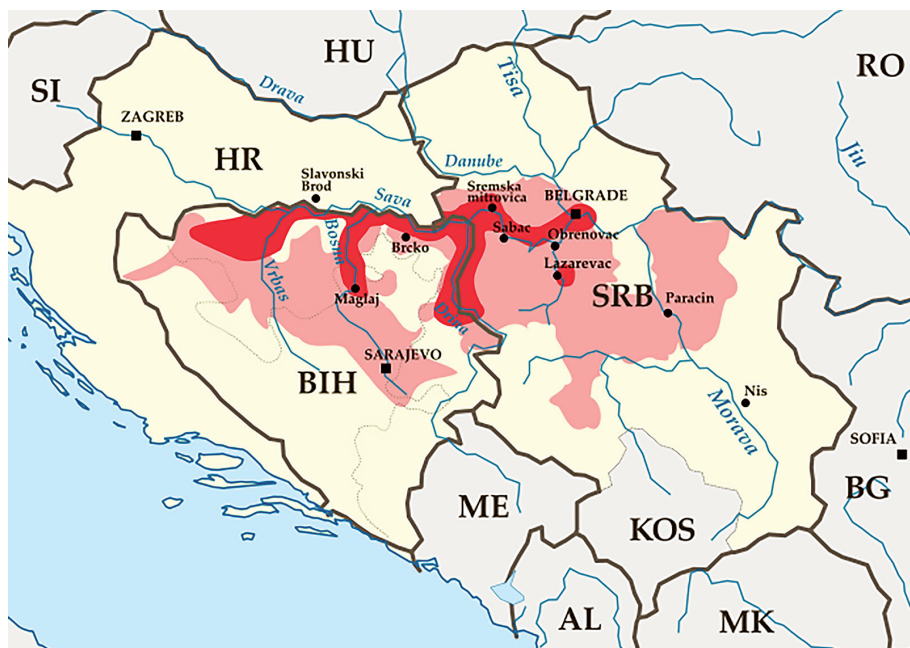 HU
RO
SI
Tisa
Drava
ZAGREB
Jiu
HR
Danube
Slavonski
Brod
Sava
Sremska
mitrovica
BELGRADE
Sabac
Bosna
Brcko
Obrenovac
Lazarevac
Vrbas
Maglaj
SRB
Paracin
Drina
SARAJEVO
BIH
Nis
Morava
SOFIA
BG
ME
KOS
AL
MK